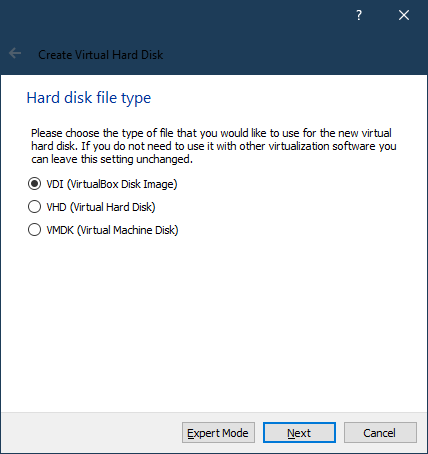 ?
Create Virtual Hard Disk
Hard disk file type
Please choose the type of file that you would like to use for the new virtual
hard disk. If you do not need to use it with other virtualization software you
can leave this setting unchanged.
VDI (VirtualBox Disk Image)
VHD (Virtual Hard Disk)
VMDK (Virtual Machine Disk)
Expert Mode Next Cancel